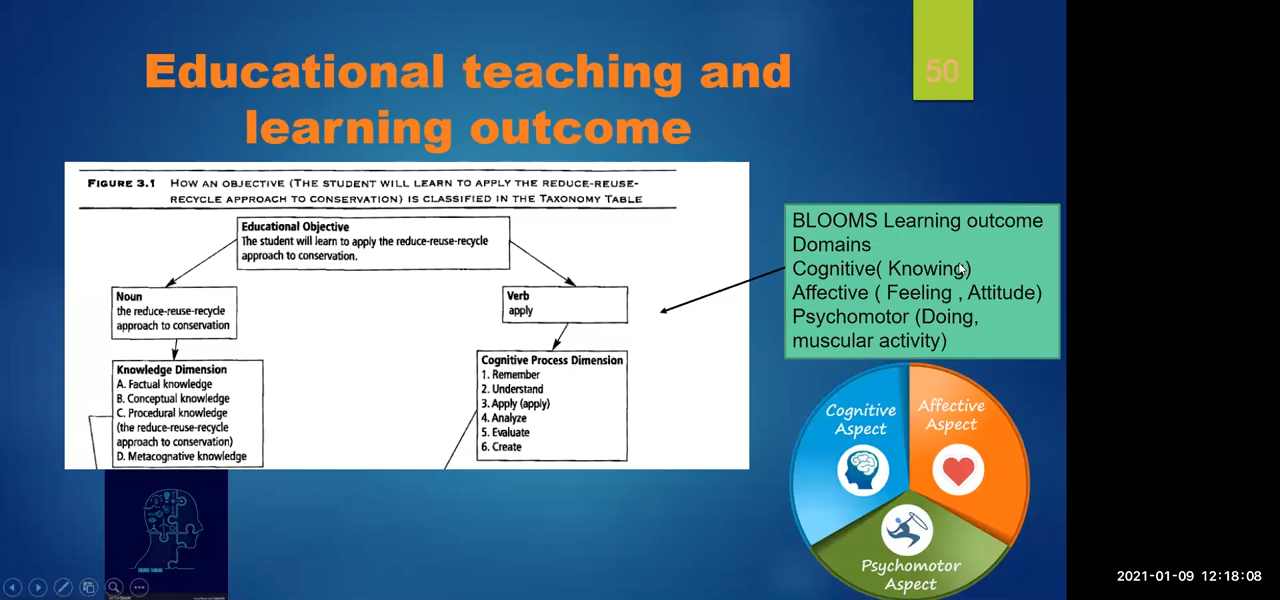 Educational teaching and
learning outcome
50
FIGURE 3.1 HOW AN OBJECTIVE (THE STUDENT WILL LEARN TO APPLY THE REDUCE-REUSE-
RECYCLE APPROACH TO CONSERVATION) IS CLASSIFIED IN THE TAXONOMY TABLE
Educational Objective
The student will learn to apply the reduce-reuse-recycle
approach to conservation.
Noun
the reduce-reuse-recycle
approach to conservation
Verb
apply
Knowledge Dimension
A. Factual knowledge
B. Conceptual knowledge
C. Procedural knowledge
(the reduce-reuse-recycle
approach to conservation)
D. Metacognative knowledge
Cognitive Process Dimension
1. Remember
2. Understand
3. Apply (apply)
4. Analyze
5. Evaluate
6. Create
BLOOMS Learning outcome
Domains
Cognitive( Knowing)
Affective ( Feeling , Attitude)
Psychomotor (Doing,
muscular activity)
Cognitive
Aspect
Affective
Aspect
Psychomotor
Aspect
2021-01-09 12:18:08